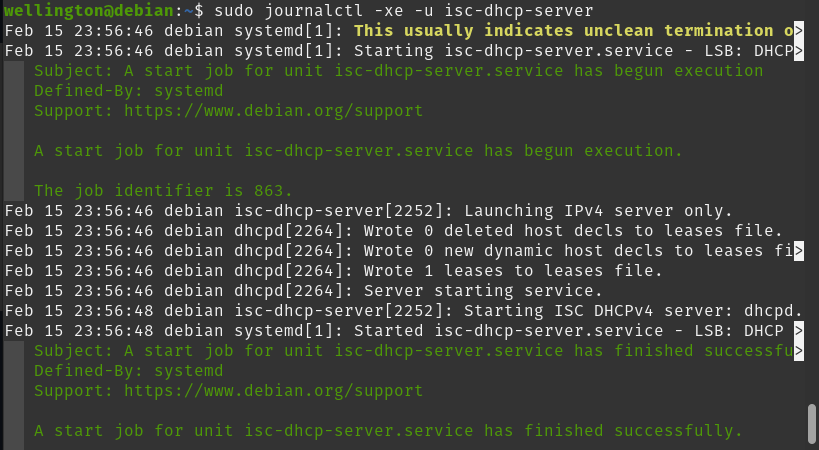 wellington@debian:~$ sudo journalctl -xe -u isc-dhcp-server
Feb 15 23:56:46 debian systemd[1]: This usually indicates unclean termination o>
Feb 15 23:56:46 debian systemd[1]: Starting isc-dhcp-server.service - LSB: DHCP>
Subject: A start job for unit isc-dhcp-server.service has begun execution
Defined-By: systemd
Support: https://www.debian.org/support
A start job for unit isc-dhcp-server.service has begun execution.
The job identifier is 863.
Feb 15 23:56:46 debian isc-dhcp-server[2252]: Launching IPv4 server only.
Feb 15 23:56:46 debian dhcpd[2264]: Wrote 0 deleted host decls to leases file.
Feb 15 23:56:46 debian dhcpd[2264]: Wrote 0 new dynamic host decls to leases fi>
Feb 15 23:56:46 debian dhcpd[2264]: Wrote 1 leases to leases file.
Feb 15 23:56:46 debian dhcpd[2264]: Server starting service.
Feb 15 23:56:48 debian isc-dhcp-server[2252]: Starting ISC DHCPv4 server: dhcpd.
Feb 15 23:56:48 debian systemd[1]: Started isc-dhcp-server.service - LSB: DHCP >
Subject: A start job for unit isc-dhcp-server.service has finished successfu>
Defined-By: systemd
Support: https://www.debian.org/support
A start job for unit isc-dhcp-server.service has finished successfully.